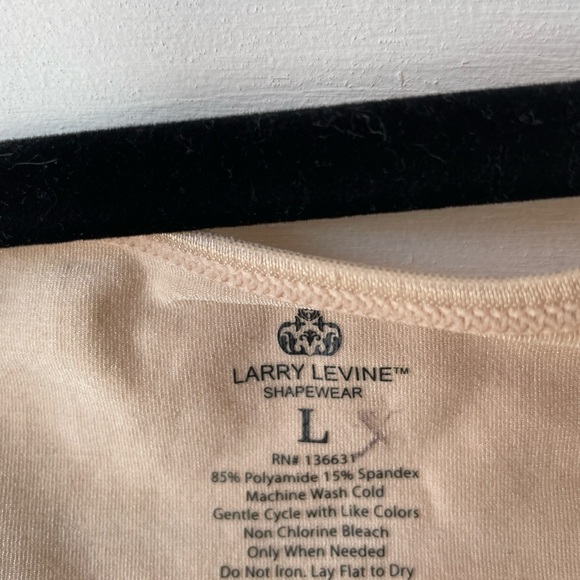 LARRY LEVINE™
SHAPEWEAR
L X
RN# 136631
85% Polyamide 15% Spandex
Machine Wash Cold
Gentle Cycle with Like Colors
Non Chlorine Bleach
Only When Needed
Do Not Iron. Lay Flat to Dry